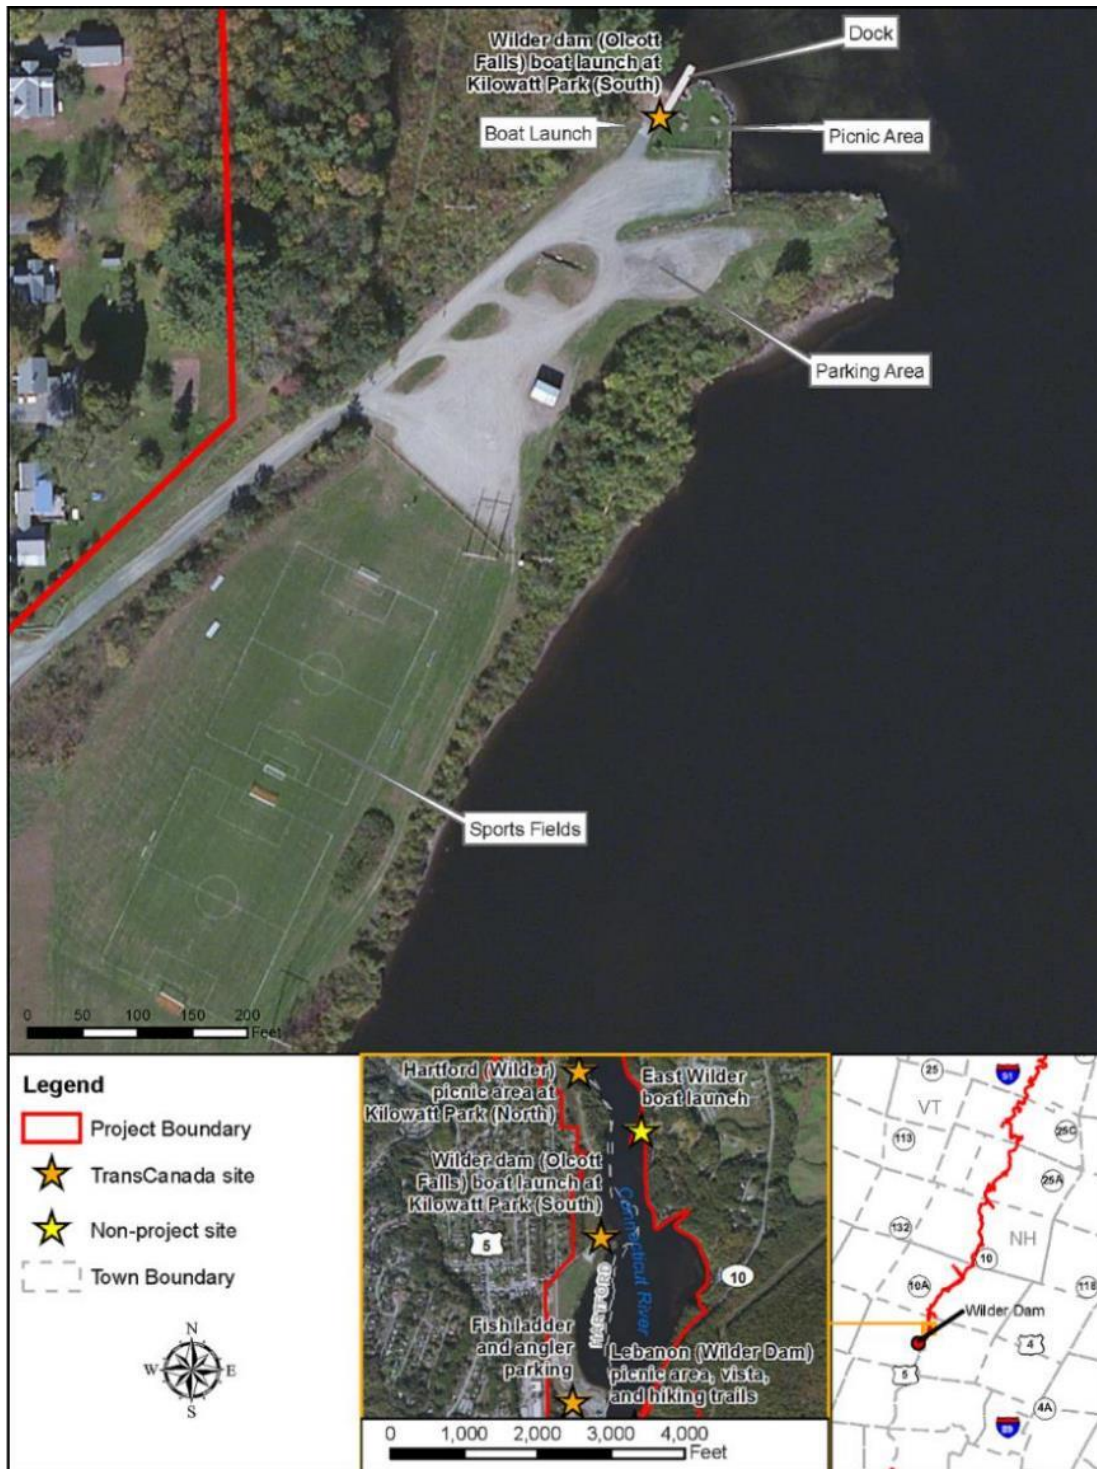 Wilder dam (Olcott
Falls) boat launch at
Kilowatt Park (South)
Dock
Boat Launch
Picnic Area
Parking Area
Sports Fields
0 50 100 150 200
Feet
Legend
Project Boundary
TransCanada site
Non-project site
Town Boundary
N
W E
S
Hartford (Wilder)
picnic area at
Kilowatt Park (North)
East Wilder
boat launch
Wilder dam (Olcott
Falls) boat launch at
Kilowatt Park (South)
5
HARTFORD
Connecticut River
10
Fish ladder
and angler
parking
Lebanon (Wilder Dam)
picnic area, vista,
and hiking trails
0 1,000 2,000 3,000 4,000
Feet
25
91
VT
113
25C
25A
132
NH
10
10A
118
Wilder Dam
4
5
4A
89